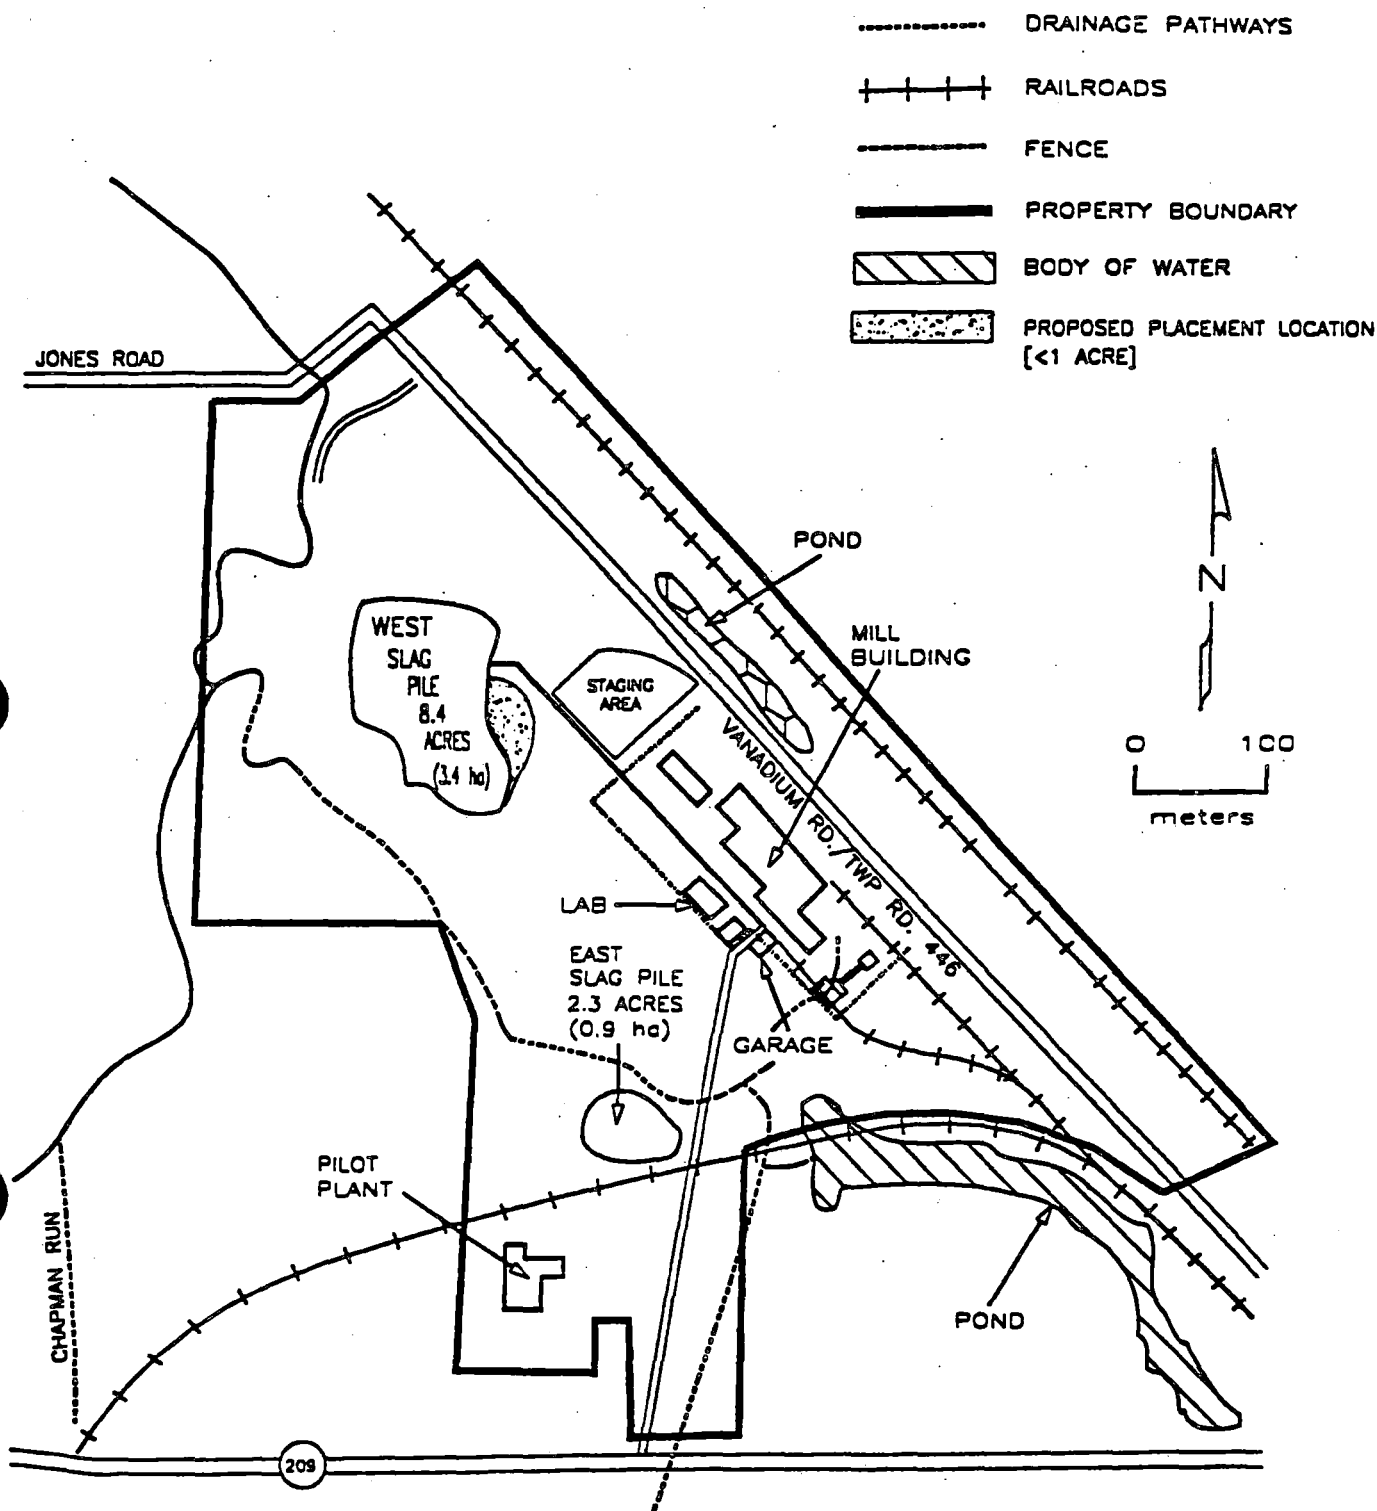 DRAINAGE PATHWAYS
RAILROADS
FENCE
PROPERTY BOUNDARY
BODY OF WATER
PROPOSED PLACEMENT LOCATION
[<1 ACRE]
JONES ROAD
POND
N
MILL
BUILDING
WEST
SLAG
PILE
8.4
ACRES
(3.4 ha)
STAGING
AREA
0 100
meters
VANADIUM RD./TWP RD. 446
LAB
EAST
SLAG PILE
2.3 ACRES
(0.9 ha)
GARAGE
PILOT
PLANT
CHAPMAN RUN
POND
209